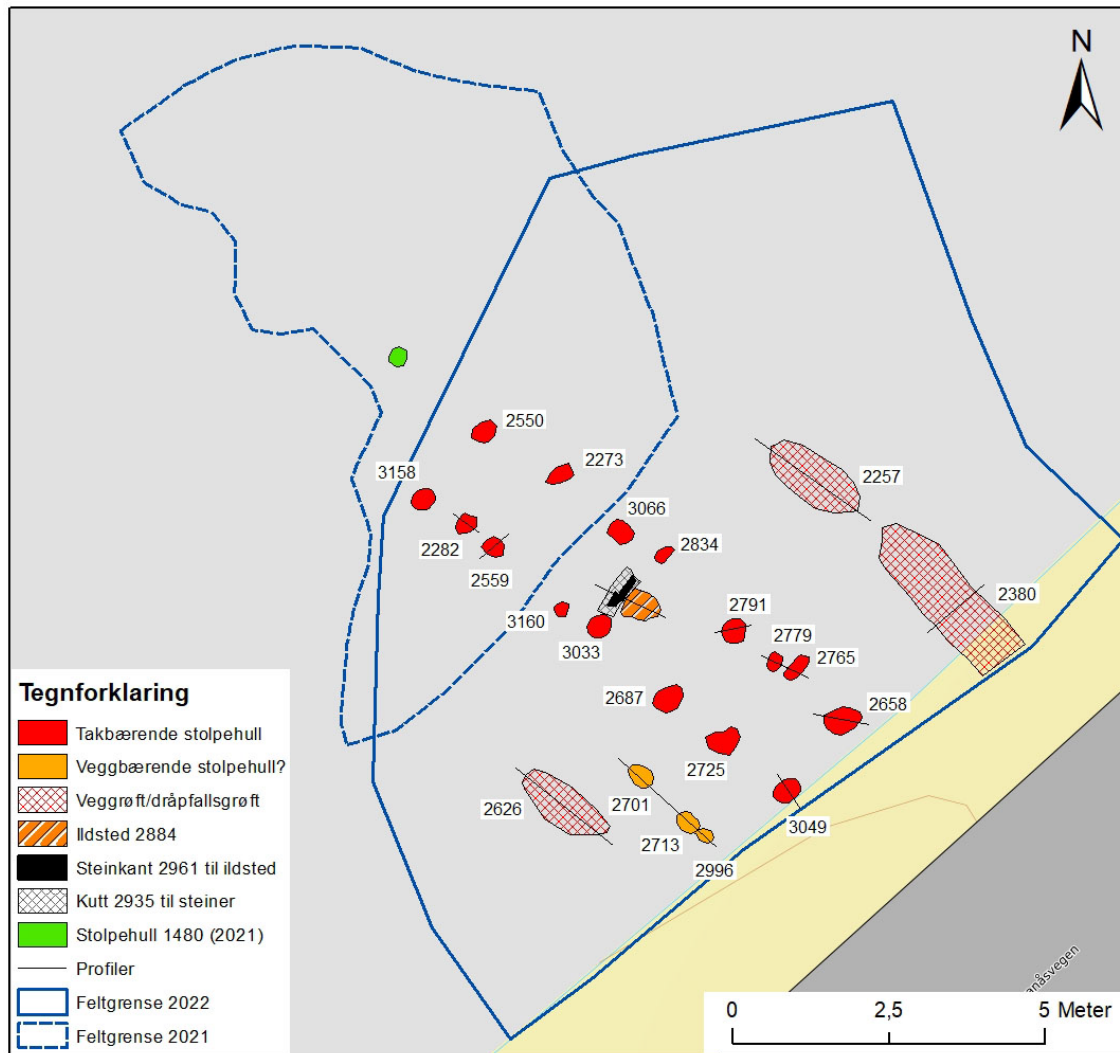 N
2550
2273
2257
3158
3066
2834
2282
2559
2380
2791
3160
2779
3033
2765
2687
2658
2725
2626
2701
3049
2713
2996
Tegnforklaring
Takbærende stolpehull
Veggbærende stolpehull?
Veggrøft/dråpfallsgrøft
Ildsted 2884
Steinkant 2961 til ildsted
Kutt 2935 til steiner
Stolpehull 1480 (2021)
Profiler
Feltgrense 2022
Feltgrense 2021
anåsvegen
0 2,5 5 Meter